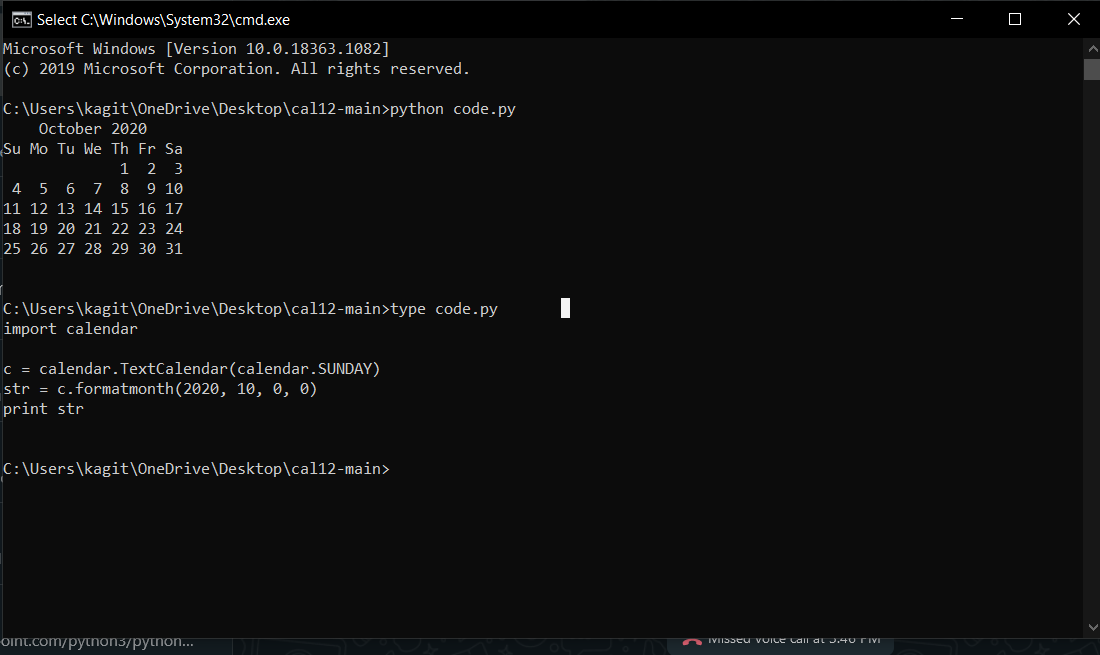 Select C:\Windows\System32\cmd.exe
Microsoft Windows [Version 10.0.18363.1082]
(c) 2019 Microsoft Corporation. All rights reserved.
C:\Users\kagit\OneDrive\Desktop\cal12-main>python code.py
    October 2020
Su Mo Tu We Th Fr Sa
             1  2  3
 4  5  6  7  8  9 10
11 12 13 14 15 16 17
18 19 20 21 22 23 24
25 26 27 28 29 30 31
C:\Users\kagit\OneDrive\Desktop\cal12-main>type code.py
import calendar
c = calendar.TextCalendar(calendar.SUNDAY)
str = c.formatmonth(2020, 10, 0, 0)
print str
C:\Users\kagit\OneDrive\Desktop\cal12-main>
oint.com/python3/python...
Missed voice call at 5:46 PM